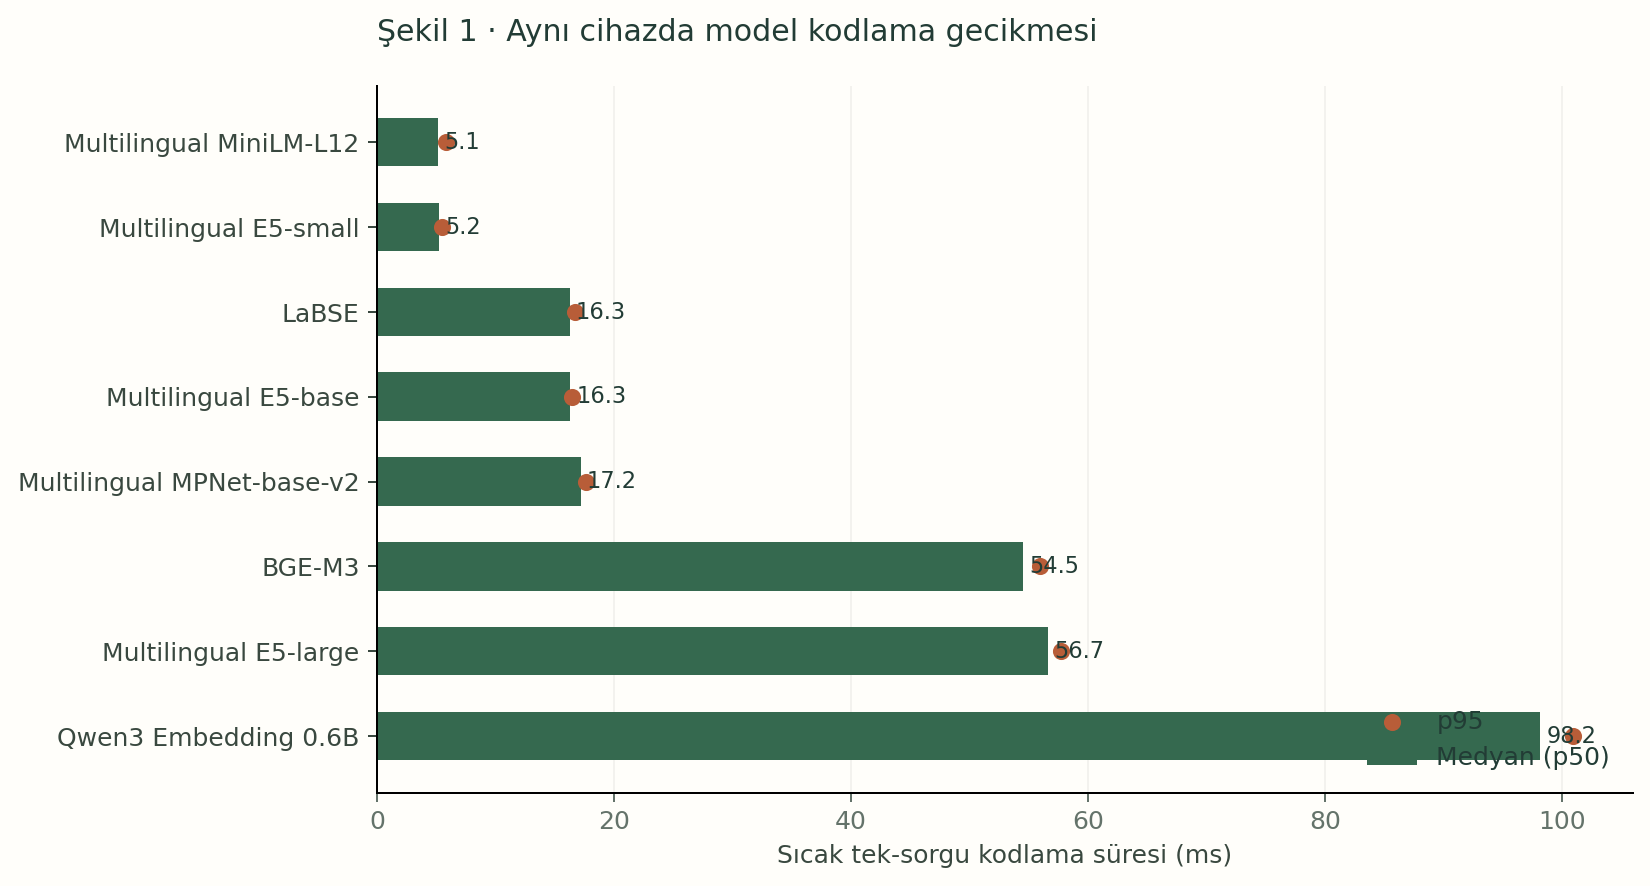 Şekil 1 · Aynı cihazda model kodlama gecikmesi
Multilingual MiniLM-L12 5.1
Multilingual E5-small 5.2
LaBSE 16.3
Multilingual E5-base 16.3
Multilingual MPNet-base-v2 17.2
BGE-M3 54.5
Multilingual E5-large 56.7
p95
Qwen3 Embedding 0.6B 98.2
Medyan (p50)
0 20 40 60 80 100
Sıcak tek-sorgu kodlama süresi (ms)